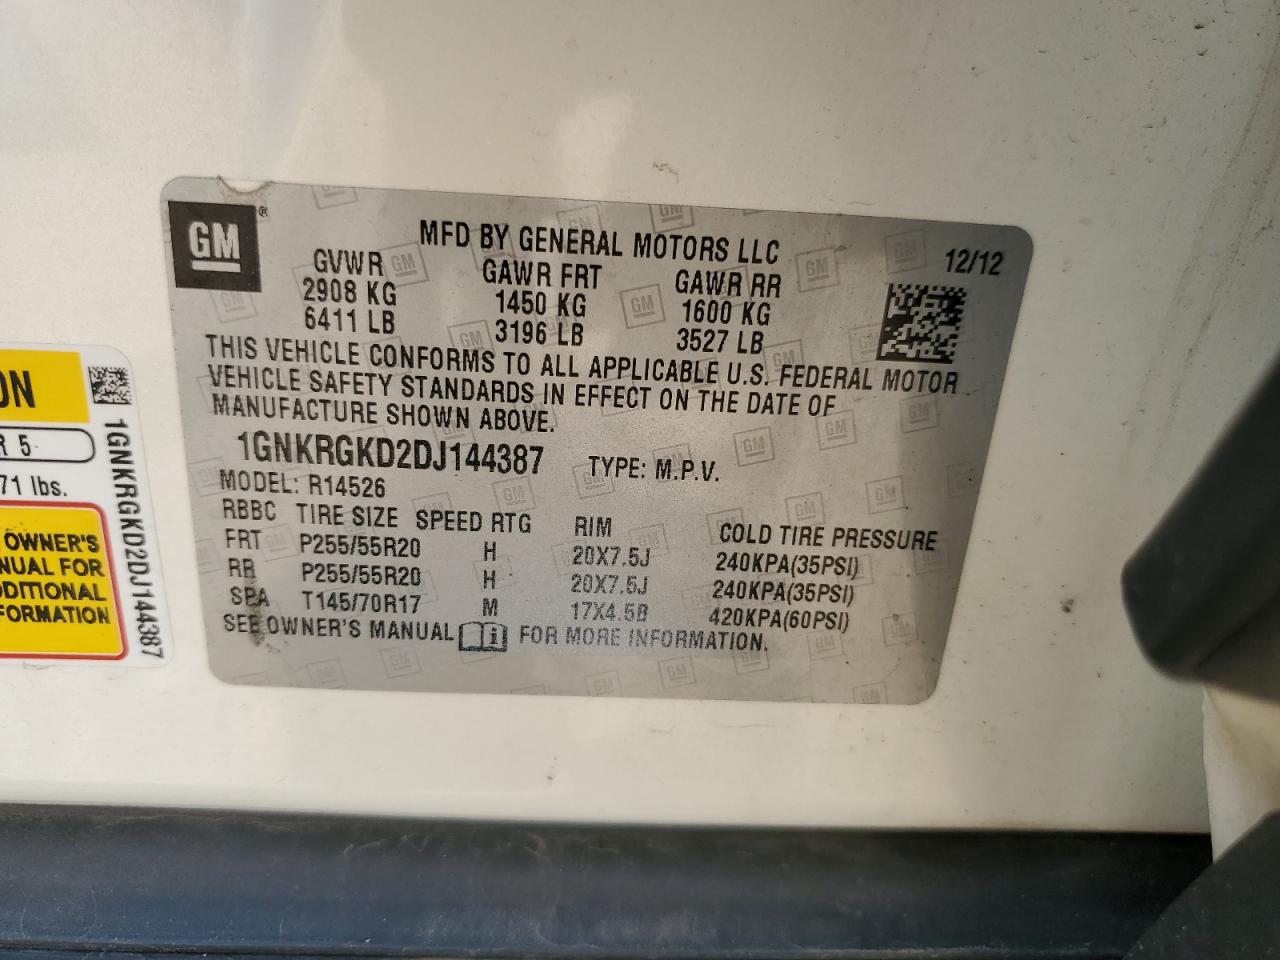 GM ®
MFD BY GENERAL MOTORS LLC
12/12
GVWR GAWR FRT GAWR RR
2908 KG 1450 KG 1600 KG
6411 LB 3196 LB 3527 LB
THIS VEHICLE CONFORMS TO ALL APPLICABLE U.S. FEDERAL MOTOR
VEHICLE SAFETY STANDARDS IN EFFECT ON THE DATE OF
MANUFACTURE SHOWN ABOVE.
1GNKRGKD2DJ144387 TYPE: M.P.V.
MODEL: R14526
RBBC TIRE SIZE SPEED RTG RIM COLD TIRE PRESSURE
FRT P255/55R20 H 20X7.5J 240KPA(35PSI)
RR P255/55R20 H 20X7.5J 240KPA(35PSI)
SPA T145/70R17 M 17X4.5B 420KPA(60PSI)
SEE OWNER'S MANUAL FOR MORE INFORMATION.
ON
R 5
71 lbs.
OWNER'S
NUAL FOR
DDITIONAL
FORMATION
1GNKRGKD2DJ144387